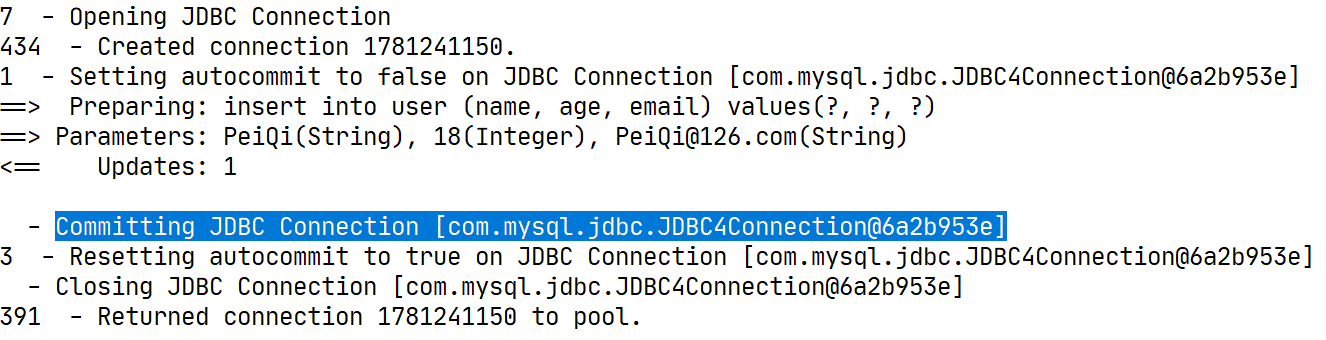 7  - Opening JDBC Connection
434  - Created connection 1781241150.
1  - Setting autocommit to false on JDBC Connection [com.mysql.jdbc.JDBC4Connection@6a2b953e]
==>  Preparing: insert into user (name, age, email) values(?, ?, ?)
==> Parameters: PeiQi(String), 18(Integer), PeiQi@126.com(String)
<==    Updates: 1
- Committing JDBC Connection [com.mysql.jdbc.JDBC4Connection@6a2b953e]
3  - Resetting autocommit to true on JDBC Connection [com.mysql.jdbc.JDBC4Connection@6a2b953e]
- Closing JDBC Connection [com.mysql.jdbc.JDBC4Connection@6a2b953e]
391  - Returned connection 1781241150 to pool.